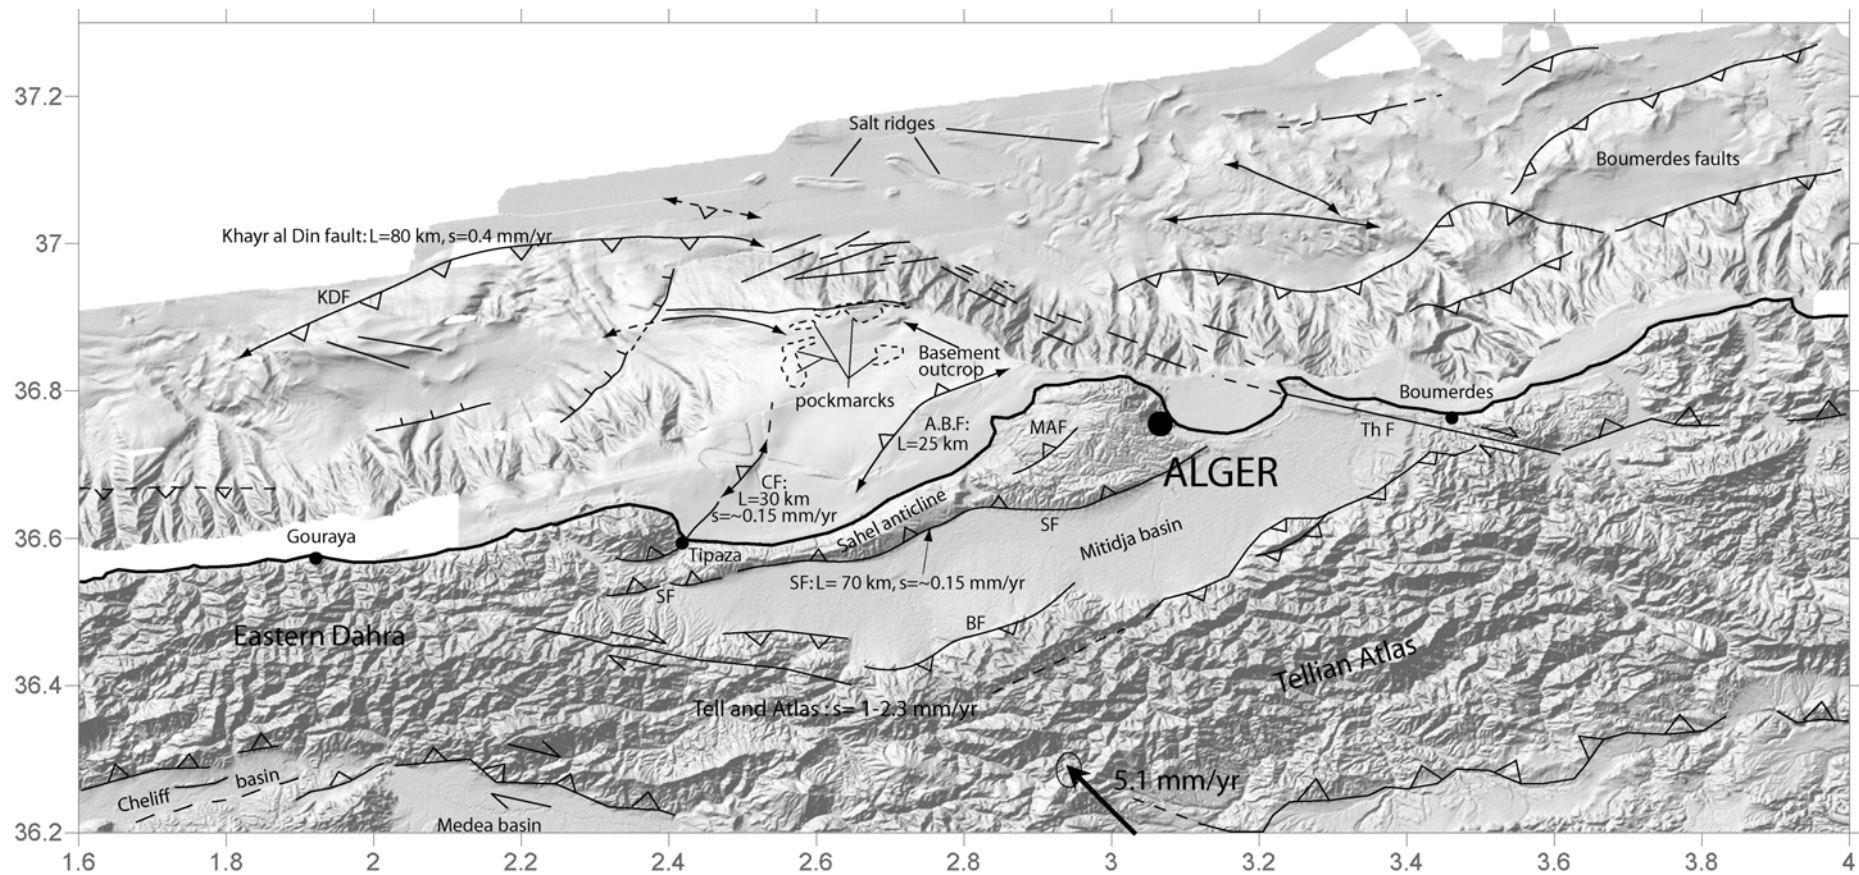 37.2
37
36.8
36.6
36.4
36.2
1.6
1.8
2
2.2
2.4
2.6
2.8
3
3.2
3.4
3.6
3.8
4
Salt ridges
Boumerdes faults
Khayr al Din fault: L=80 km, s=0.4 mm/yr
KDF
Basement
outcrop
pockmarcks
A.B.F:
L=25 km
MAF
Boumerdes
Th F
ALGER
CF:
L=30 km
s=~0.15 mm/yr
Sahel anticline
SF
Mitidja basin
Gouraya
Tipaza
SF: L= 70 km, s=~0.15 mm/yr
SF
BF
Eastern Dahra
Tellian Atlas
Tell and Atlas : s= 1-2.3 mm/yr
5.1 mm/yr
Cheliff
basin
Medea basin